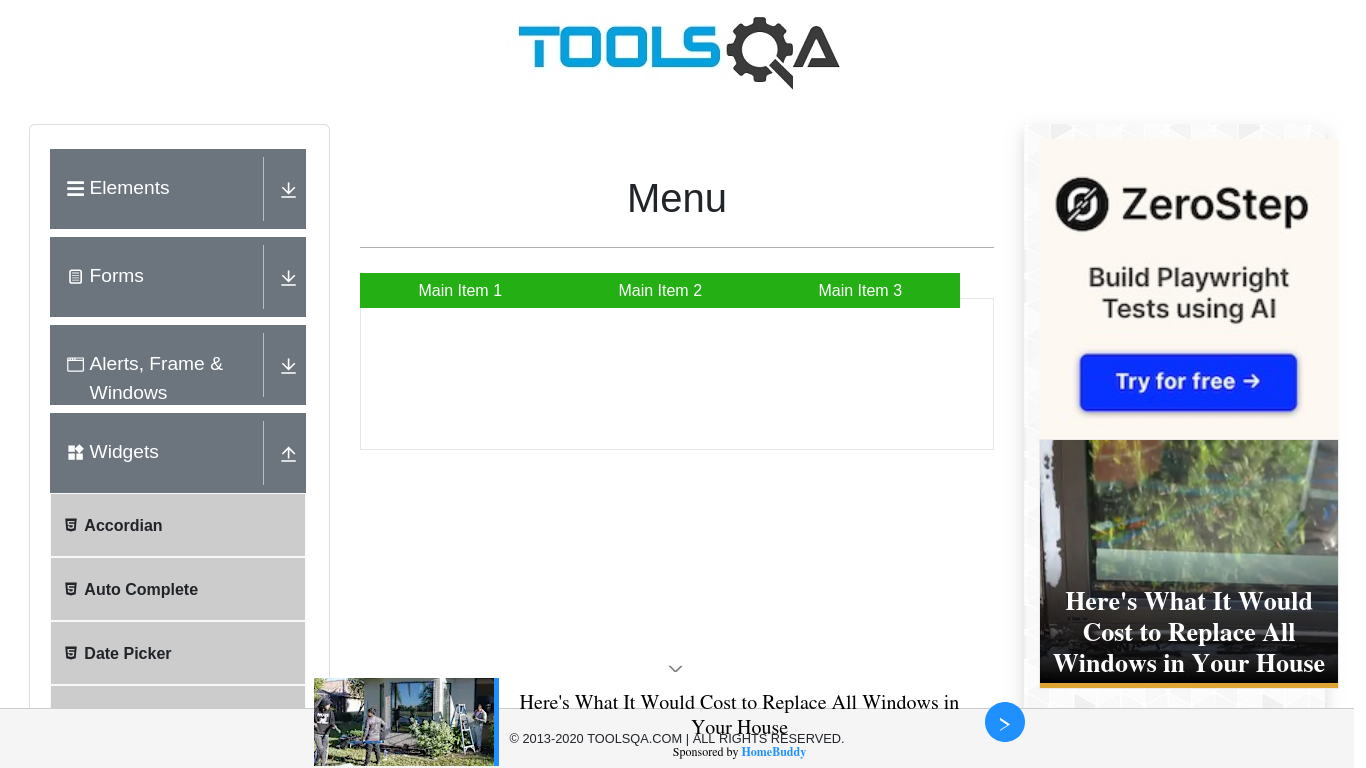 TOOLSQA
Elements
Forms
Alerts, Frame &
Windows
Widgets
Accordian
Auto Complete
Date Picker
Menu
Main Item 1
Main Item 2
Main Item 3
ZeroStep
Build Playwright
Tests using AI
Try for free →
Here's What It Would
Cost to Replace All
Windows in Your House
Here's What It Would Cost to Replace All Windows in
Your House
© 2013-2020 TOOLSQA.COM | ALL RIGHTS RESERVED.
Sponsored by HomeBuddy